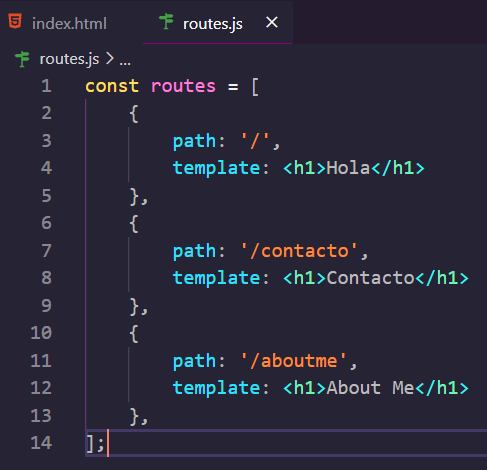 index.html routes.js ×
routes.js > ...
1 const routes = [
2     {
3         path: '/',
4         template: <h1>Hola</h1>
5     },
6     {
7         path: '/contacto',
8         template: <h1>Contacto</h1>
9     },
10     {
11         path: '/aboutme',
12         template: <h1>About Me</h1>
13     },
14 ];